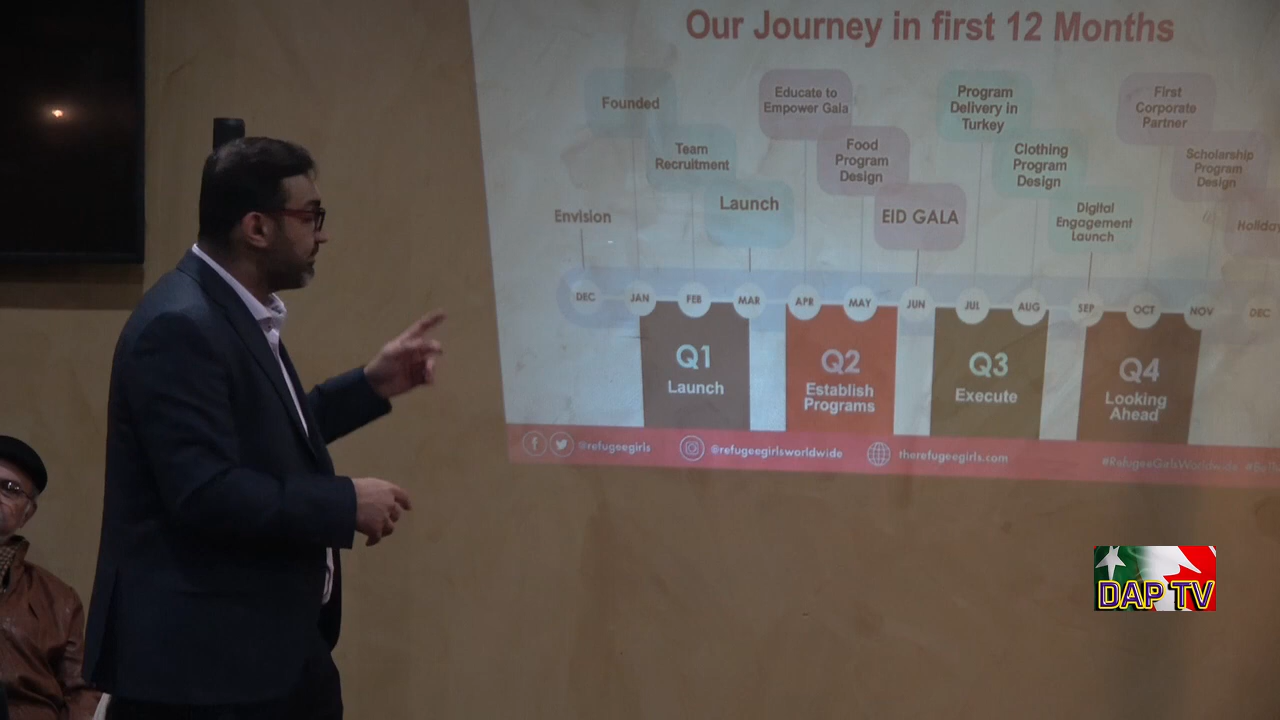 Our Journey in first 12 Months
Founded
Educate to
Empower Gala
Program
Delivery in
Turkey
First
Corporate
Partner
Team
Recruitment
Food
Program
Design
Clothing
Program
Design
Scholarship
Program
Design
Envision
Launch
EID GALA
Digital
Engagement
Launch
Holiday
DEC JAN FEB MAR APR MAY JUN JUL AUG SEP OCT NOV DEC
Q1
Launch
Q2
Establish
Programs
Q3
Execute
Q4
Looking
Ahead
@refugeegirls @refugeegirlsworldwide therefugeegirls.com #RefugeeGirlsWorldwide
DAP TV